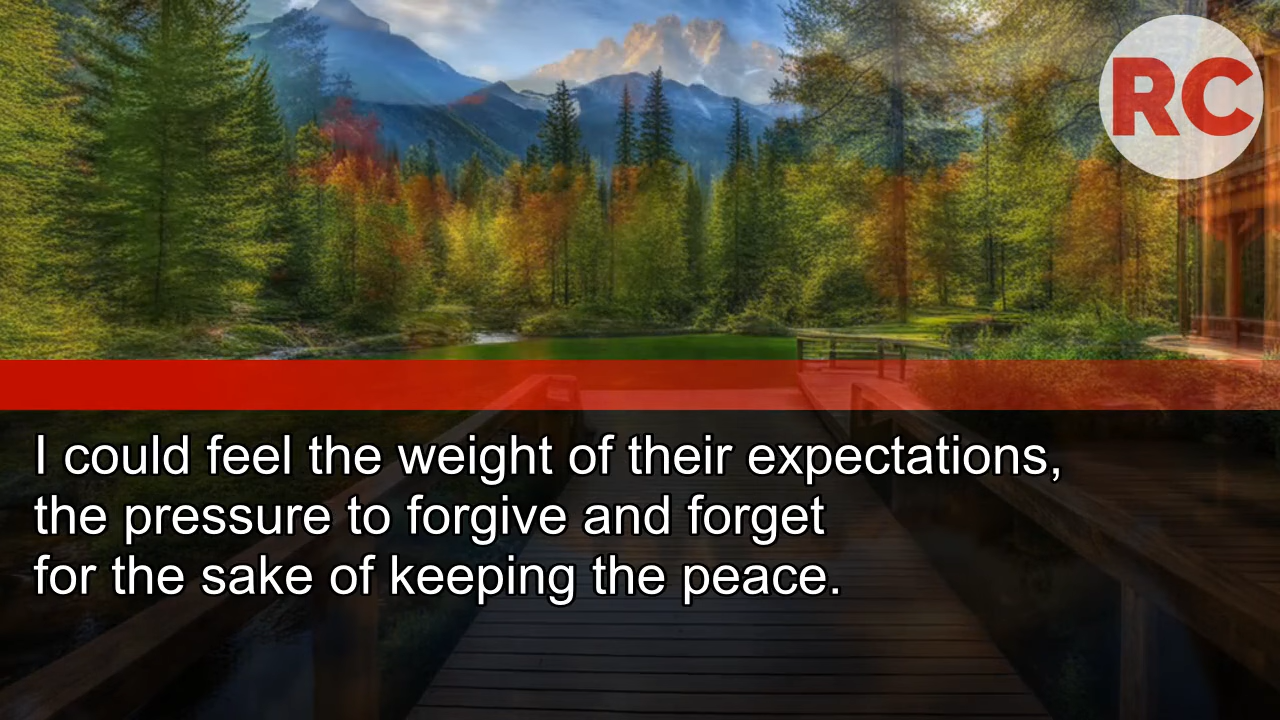 RC
I could feel the weight of their expectations,
the pressure to forgive and forget
for the sake of keeping the peace.